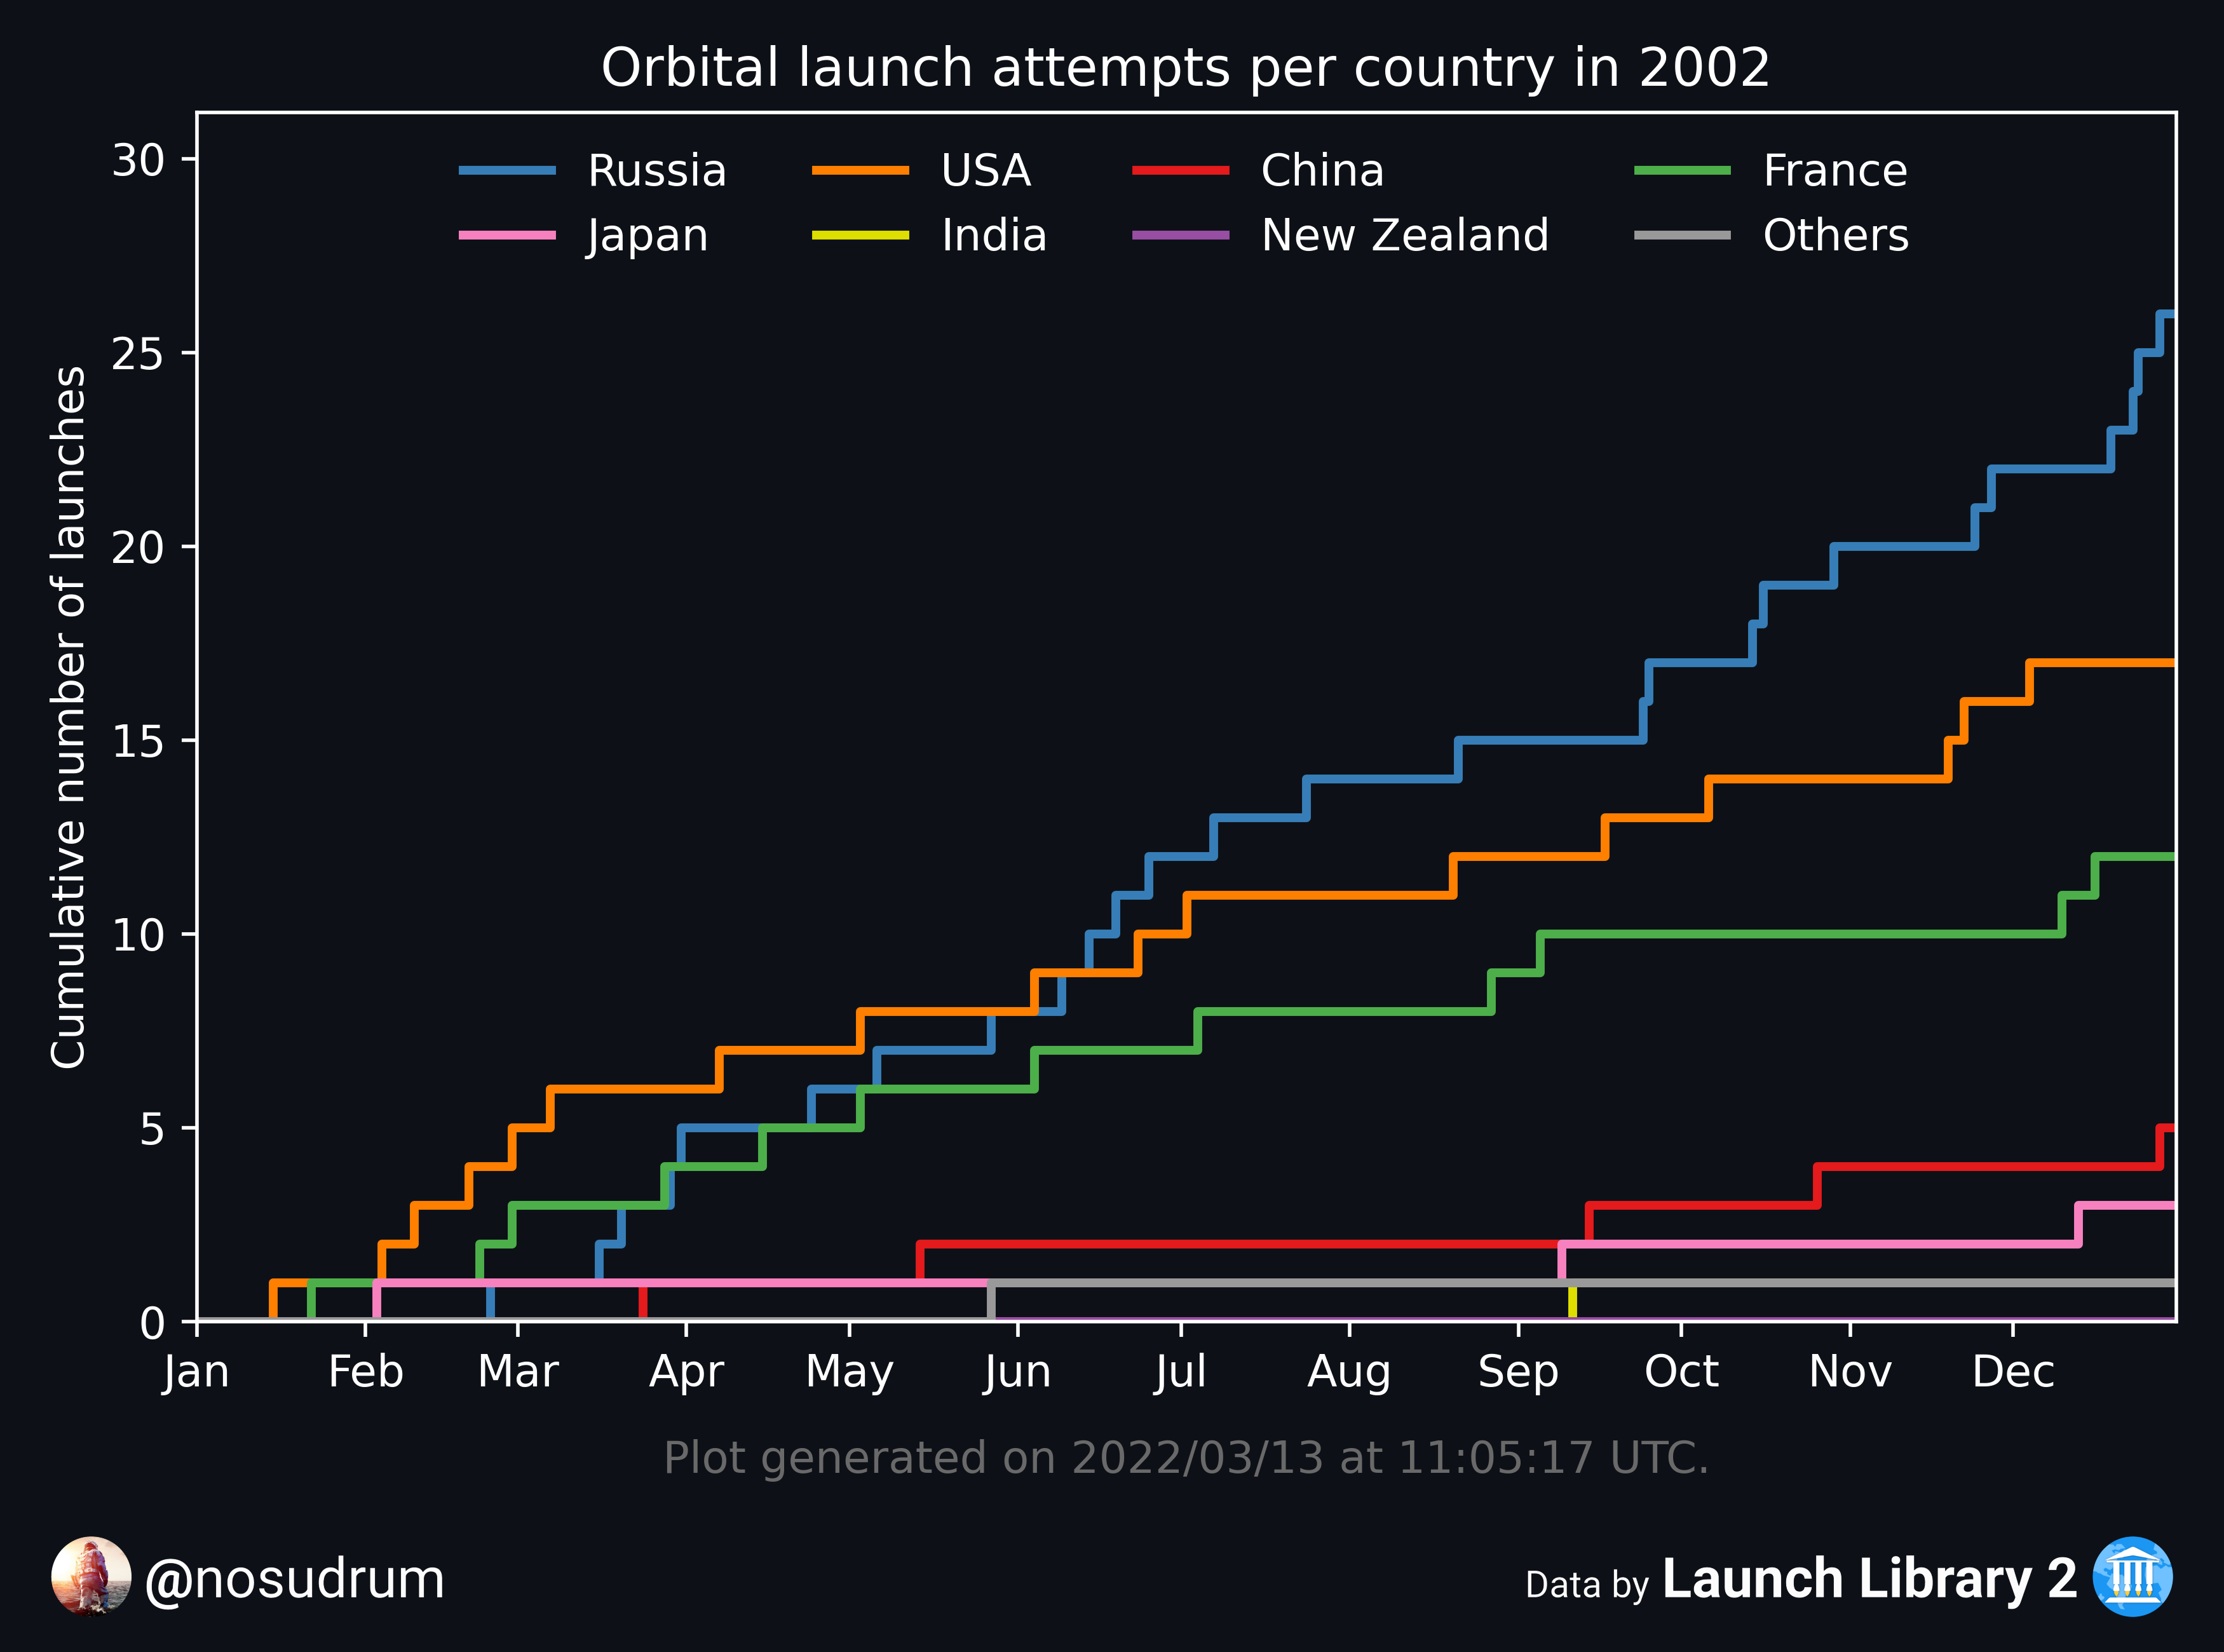 Orbital launch attempts per country in 2002
Russia USA China France
Japan India New Zealand Others
Cumulative number of launches
30
25
20
15
10
5
0
Jan Feb Mar Apr May Jun Jul Aug Sep Oct Nov Dec
Plot generated on 2022/03/13 at 11:05:17 UTC.
@nosudrum
Data by Launch Library 2